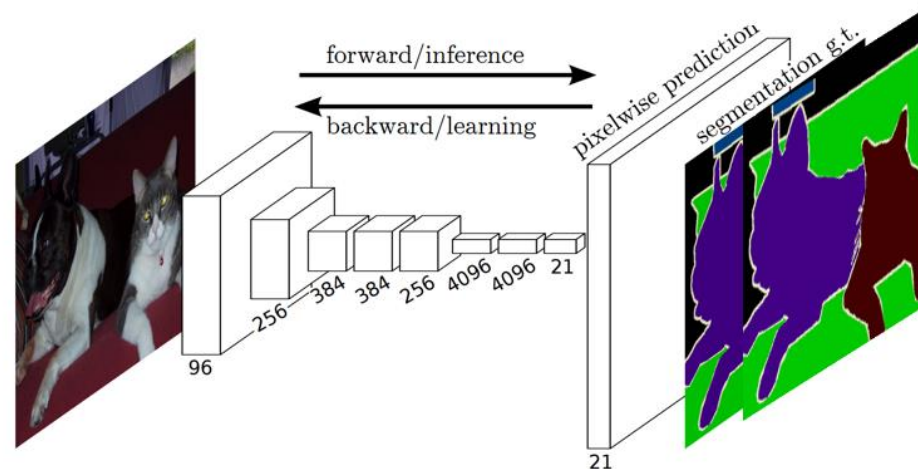 forward/inference
backward/learning
pixelwise prediction
segmentation g.t.
96
256
384
384
256
4096
4096
21
21